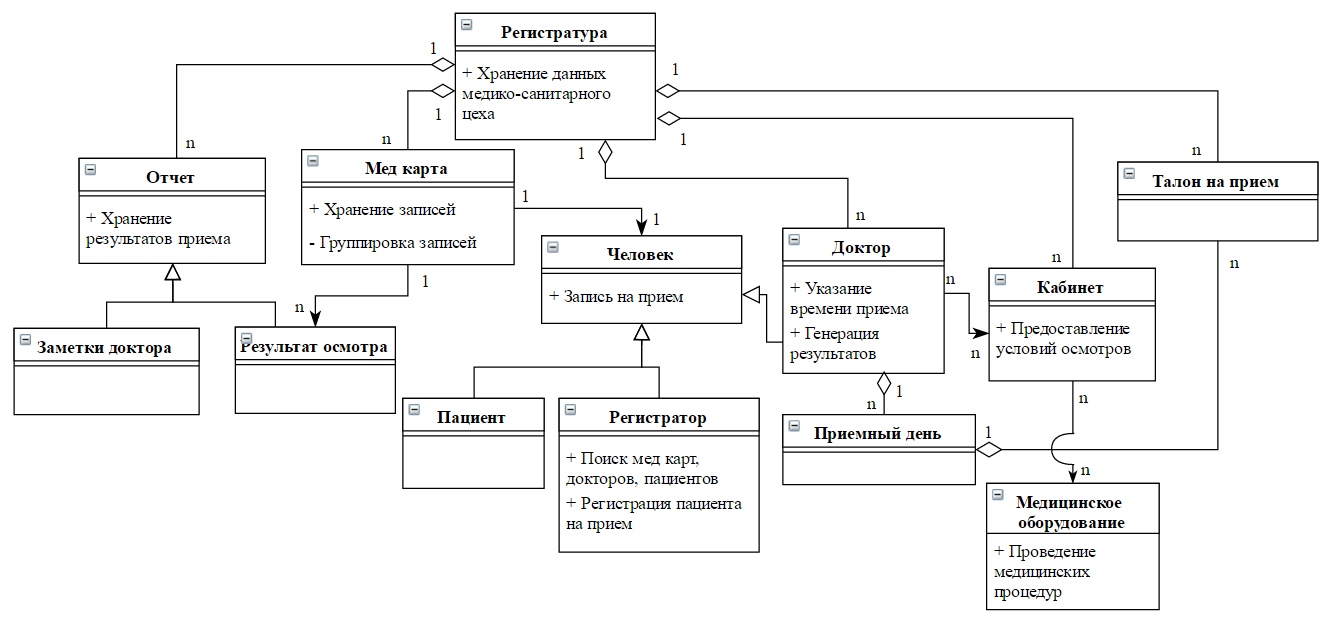 Регистратура
+ Хранение данных
медико-санитарного
цеха
1
1
1
1
1
n
n
n
n
n
Отчет
+ Хранение
результатов приема
Мед карта
+ Хранение записей
- Группировка записей
1
1
1
n
Человек
+ Запись на прием
Доктор
+ Указание
времени приема
+ Генерация
результатов
n
n
Кабинет
+ Предоставление
условий осмотров
Талон на прием
n
Заметки доктора
Результат осмотра
Пациент
Регистратор
+ Поиск мед карт,
докторов, пациентов
+ Регистрация пациента
на прием
1
n
Приемный день
1
n
n
Медицинское
оборудование
+ Проведение
медицинских
процедур